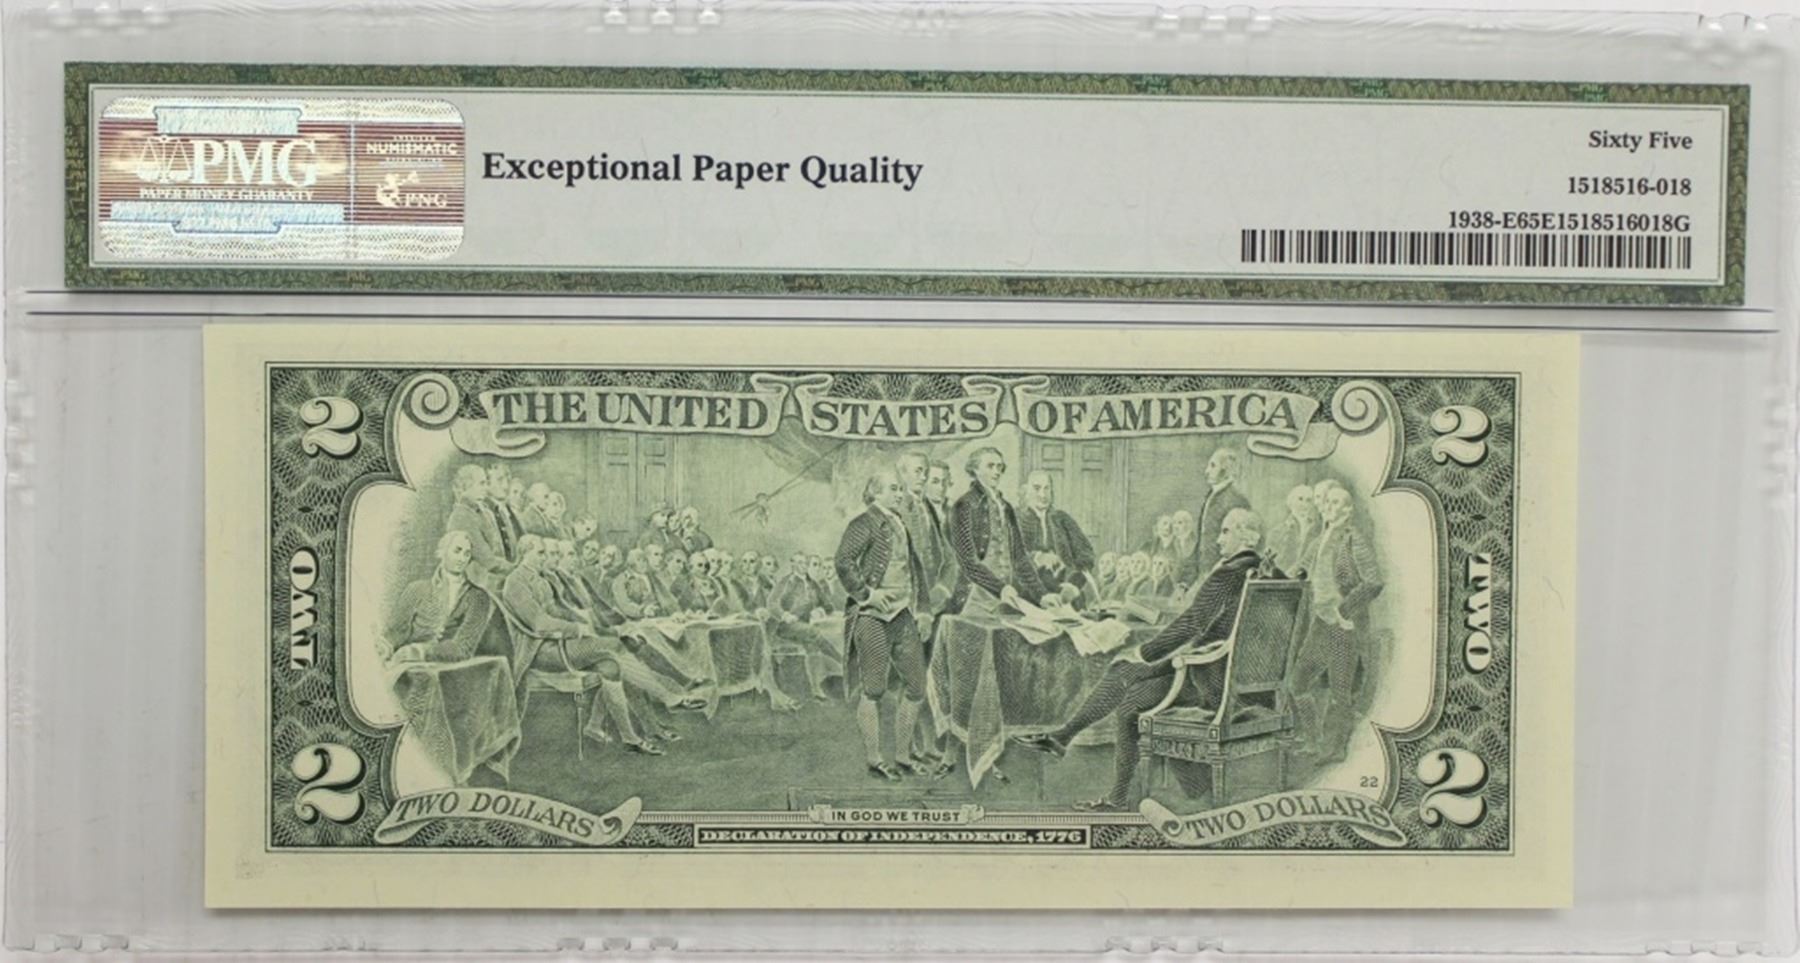 PMG
PAPER MONEY GUARANTY
NUMISMATIC
PNG
Exceptional Paper Quality
Sixty Five
1518516-018
1938-E65E1518516018G
THE UNITED STATES OF AMERICA
2
2
TWO
TWO
2
2
22
TWO DOLLARS
TWO DOLLARS
IN GOD WE TRUST
DECLARATION OF INDEPENDENCE, 1776